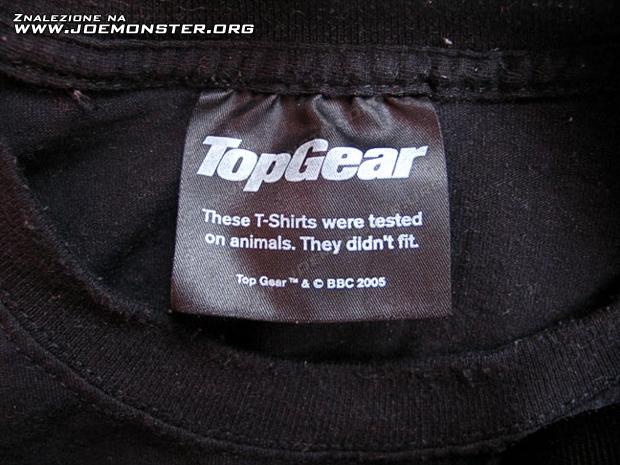 Znalezione na
www.joemonster.org
TopGear
These T-Shirts were tested
on animals. They didn't fit.
Top Gear ™ & © BBC 2005